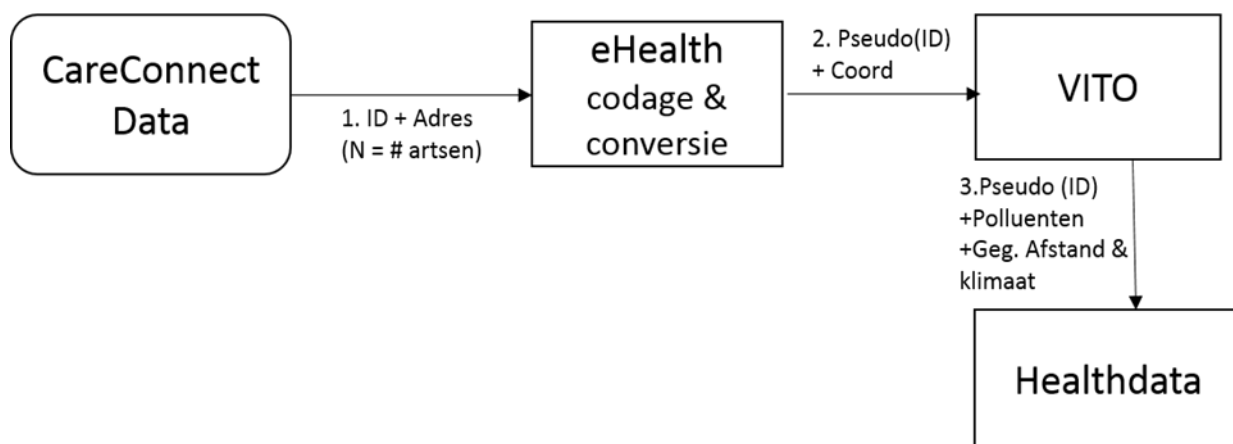 CareConnect
Data
1. ID + Adres
(N = # artsen)
eHealth
codage &
conversie
2. Pseudo(ID)
+ Coord
VITO
3.Pseudo (ID)
+Polluenten
+Geg. Afstand &
klimaat
Healthdata